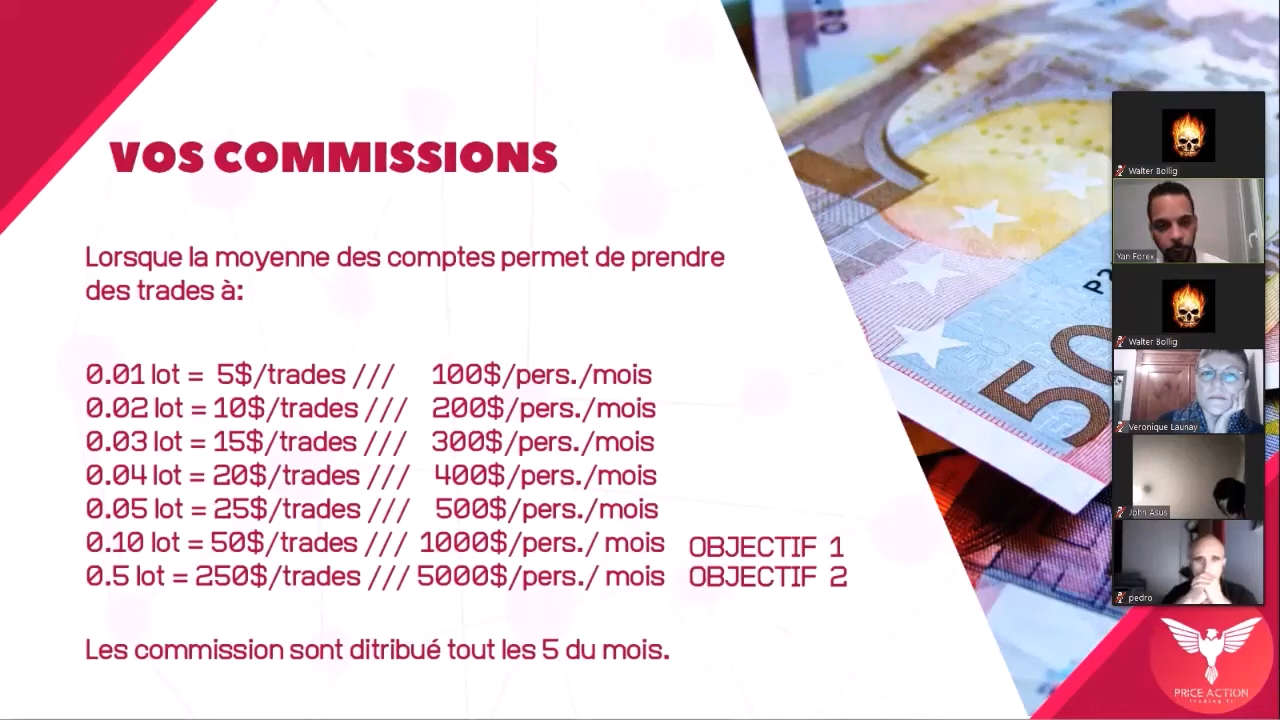 VOS COMMISSIONS
Lorsque la moyenne des comptes permet de prendre
des trades à:
0.01 lot = 5$/trades /// 100$/pers./mois
0.02 lot = 10$/trades /// 200$/pers./mois
0.03 lot = 15$/trades /// 300$/pers./mois
0.04 lot = 20$/trades /// 400$/pers./mois
0.05 lot = 25$/trades /// 500$/pers./mois
0.10 lot = 50$/trades /// 1000$/pers./ mois OBJECTIF 1
0.5 lot = 250$/trades /// 5000$/pers./ mois OBJECTIF 2
Les commission sont ditribué tout les 5 du mois.
50
Walter Bollig
Yan Forex
Walter Bollig
Veronique Launay
John Asus
pedro
PRICE ACTION